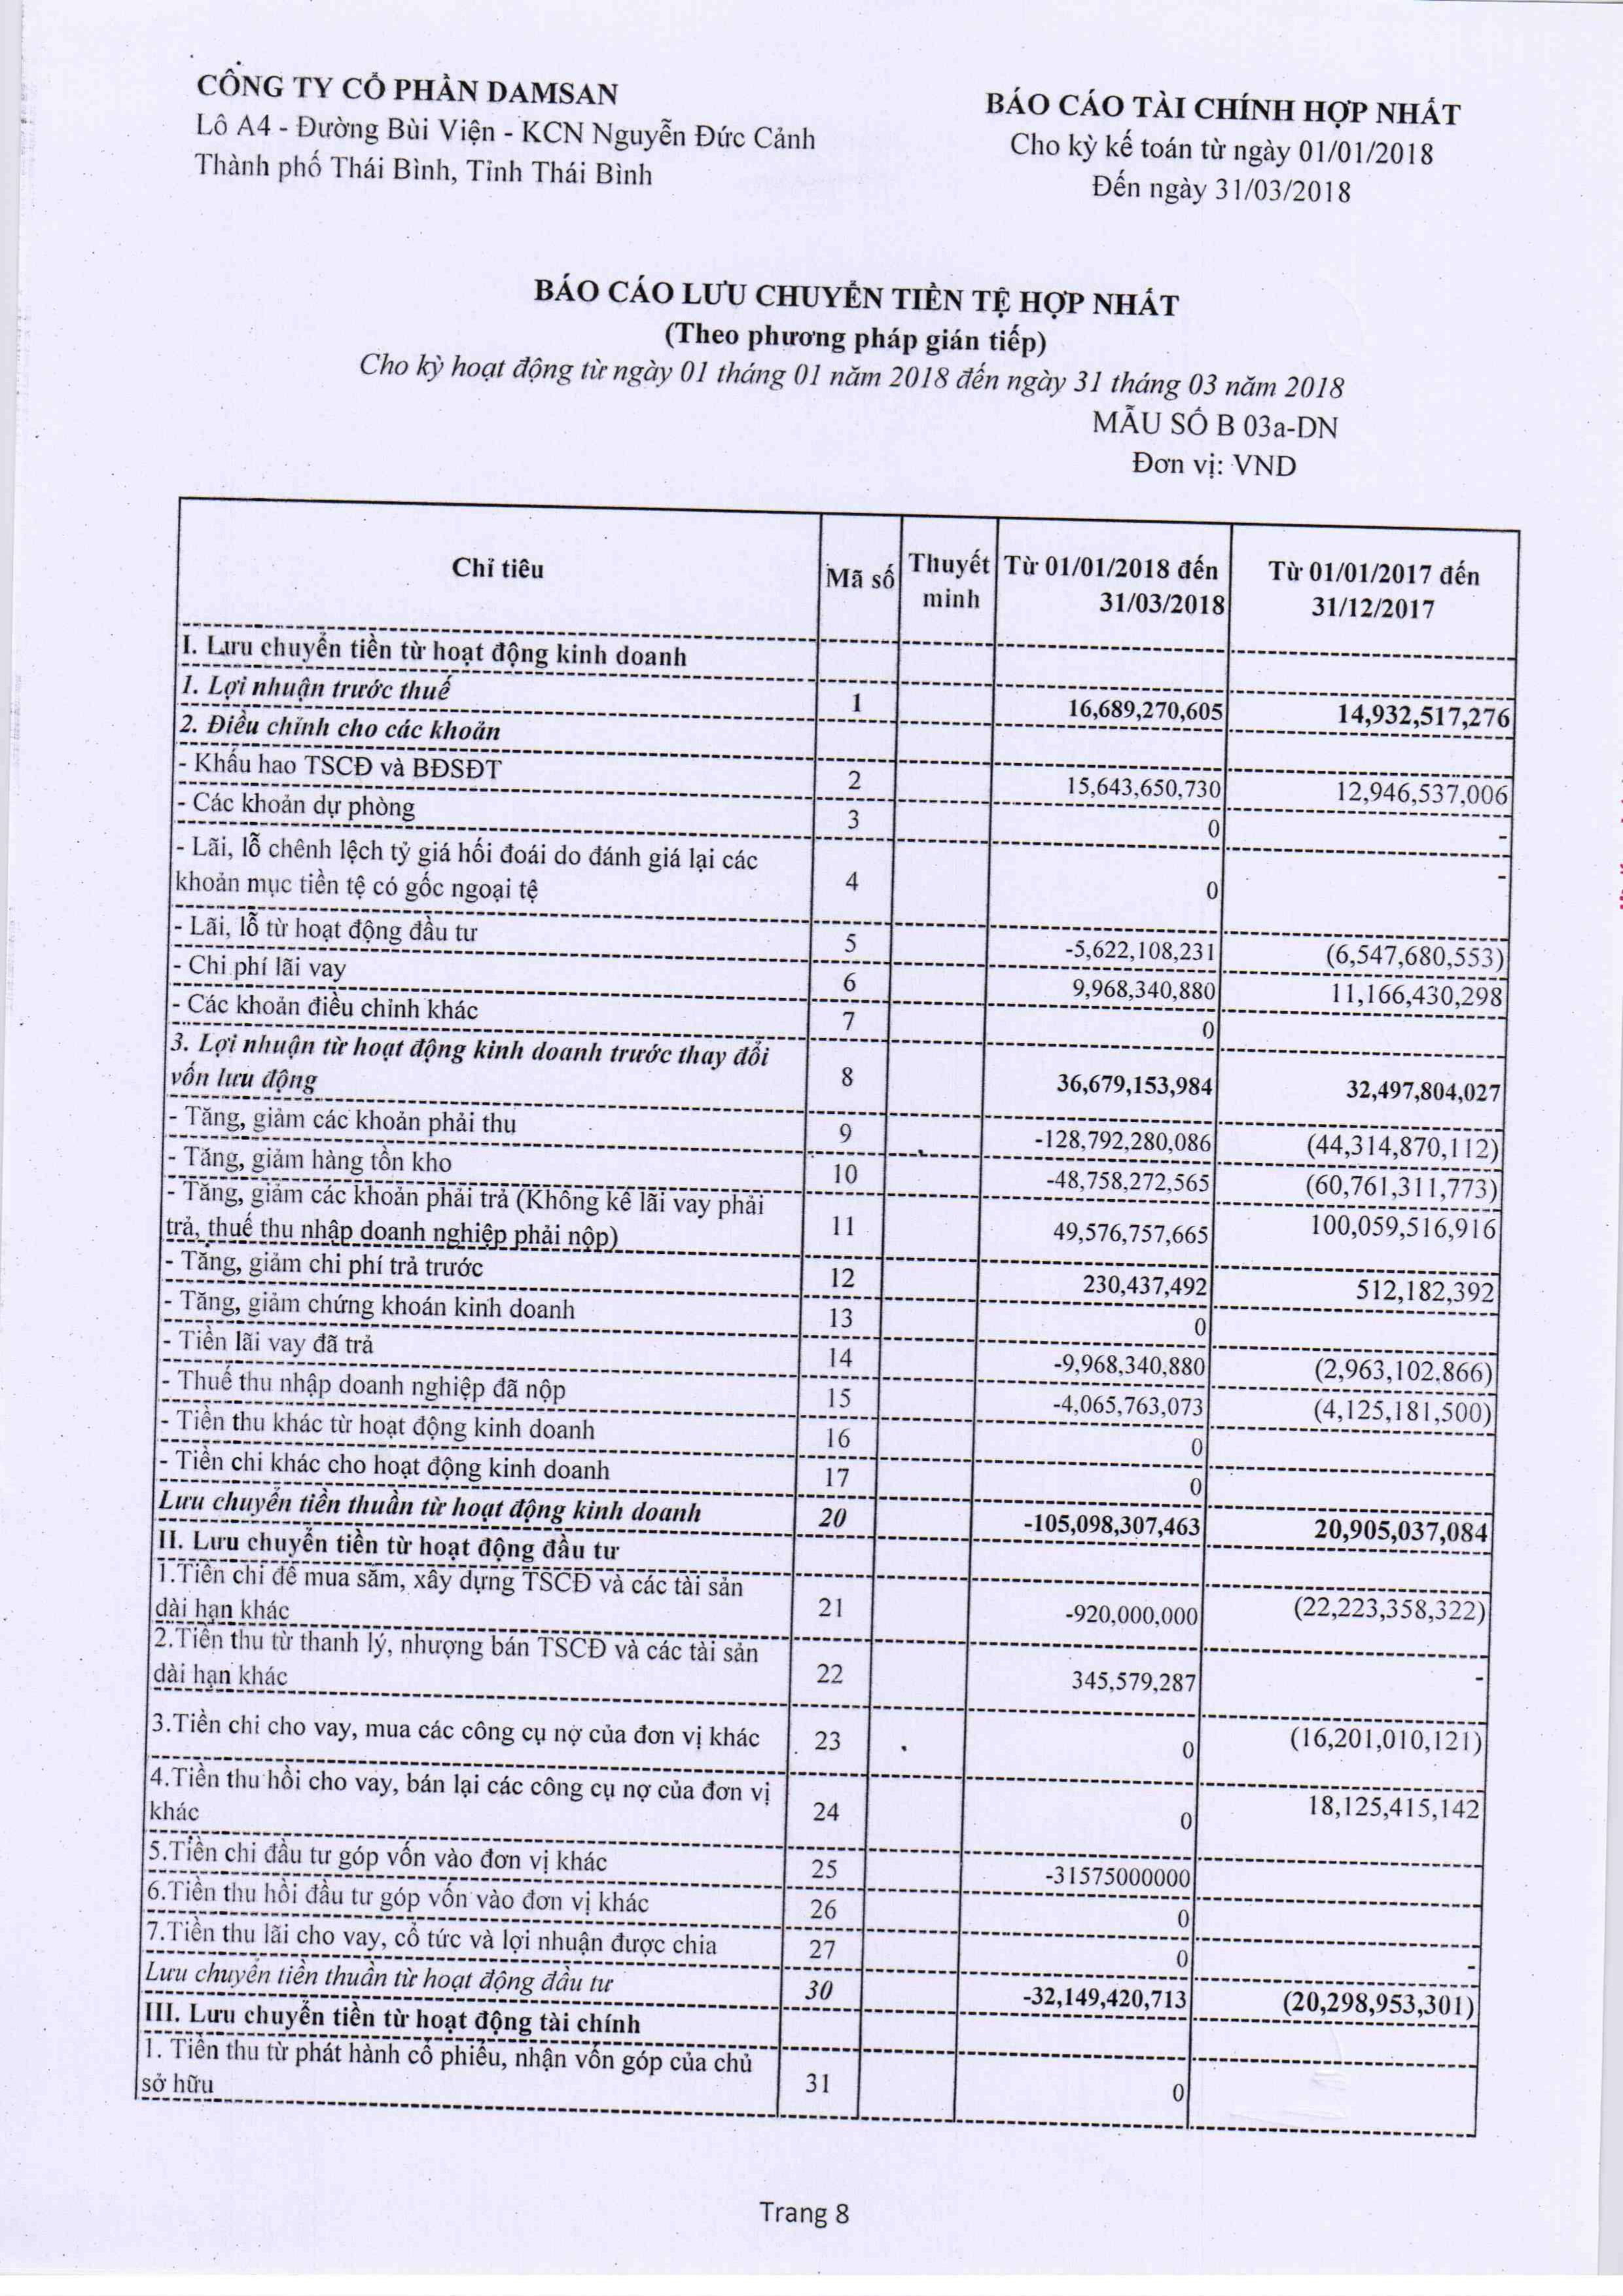 CÔNG TY CỔ PHẦN DAMSAN
Lô A4 - Đường Bùi Viện - KCN Nguyễn Đức Cảnh
Thành phố Thái Bình, Tỉnh Thái Bình
BÁO CÁO TÀI CHÍNH HỢP NHẤT
Cho kỳ kế toán từ ngày 01/01/2018
Đến ngày 31/03/2018
BÁO CÁO LƯU CHUYỂN TIỀN TỆ HỢP NHẤT
(Theo phương pháp gián tiếp)
Cho kỳ hoạt động từ ngày 01 tháng 01 năm 2018 đến ngày 31 tháng 03 năm 2018
MẪU SỐ B 03a-DN
Đơn vị: VND
Chỉ tiêu Mã số Thuyết minh Từ 01/01/2018 đến 31/03/2018 Từ 01/01/2017 đến 31/12/2017
I. Lưu chuyển tiền từ hoạt động kinh doanh
1. Lợi nhuận trước thuế 1 16,689,270,605 14,932,517,276
2. Điều chỉnh cho các khoản
- Khấu hao TSCĐ và BĐSĐT 2 15,643,650,730 12,946,537,006
- Các khoản dự phòng 3 0 -
- Lãi, lỗ chênh lệch tỷ giá hối đoái do đánh giá lại các
khoản mục tiền tệ có gốc ngoại tệ 4 0 -
- Lãi, lỗ từ hoạt động đầu tư 5 -5,622,108,231 (6,547,680,553)
- Chi phí lãi vay 6 9,968,340,880 11,166,430,298
- Các khoản điều chỉnh khác 7 0
3. Lợi nhuận từ hoạt động kinh doanh trước thay đổi
vốn lưu động 8 36,679,153,984 32,497,804,027
- Tăng, giảm các khoản phải thu 9 -128,792,280,086 (44,314,870,112)
- Tăng, giảm hàng tồn kho 10 -48,758,272,565 (60,761,311,773)
- Tăng, giảm các khoản phải trả (Không kể lãi vay phải
trả, thuế thu nhập doanh nghiệp phải nộp) 11 49,576,757,665 100,059,516,916
- Tăng, giảm chi phí trả trước 12 230,437,492 512,182,392
- Tăng, giảm chứng khoán kinh doanh 13 0
- Tiền lãi vay đã trả 14 -9,968,340,880 (2,963,102.866)
- Thuế thu nhập doanh nghiệp đã nộp 15 -4,065,763,073 (4,125,181,500)
- Tiền thu khác từ hoạt động kinh doanh 16 0
- Tiền chi khác cho hoạt động kinh doanh 17 0
Lưu chuyển tiền thuần từ hoạt động kinh doanh 20 -105,098,307,463 20,905,037,084
II. Lưu chuyển tiền từ hoạt động đầu tư
1.Tiền chi để mua sắm, xây dựng TSCĐ và các tài sản
dài hạn khác 21 -920,000,000 (22,223,358,322)
2.Tiền thu từ thanh lý, nhượng bán TSCĐ và các tài sản
dài hạn khác 22 345,579,287 -
3.Tiền chi cho vay, mua các công cụ nợ của đơn vị khác 23 0 (16,201,010,121)
4.Tiền thu hồi cho vay, bán lại các công cụ nợ của đơn vị
khác 24 0 18,125,415,142
5.Tiền chi đầu tư góp vốn vào đơn vị khác 25 -31575000000
6.Tiền thu hồi đầu tư góp vốn vào đơn vị khác 26 0
7.Tiền thu lãi cho vay, cổ tức và lợi nhuận được chia 27 0 -
Lưu chuyển tiền thuần từ hoạt động đầu tư 30 -32,149,420,713 (20,298,953,301)
III. Lưu chuyển tiền từ hoạt động tài chính
1. Tiền thu từ phát hành cổ phiếu, nhận vốn góp của chủ
sở hữu 31 0
Trang 8